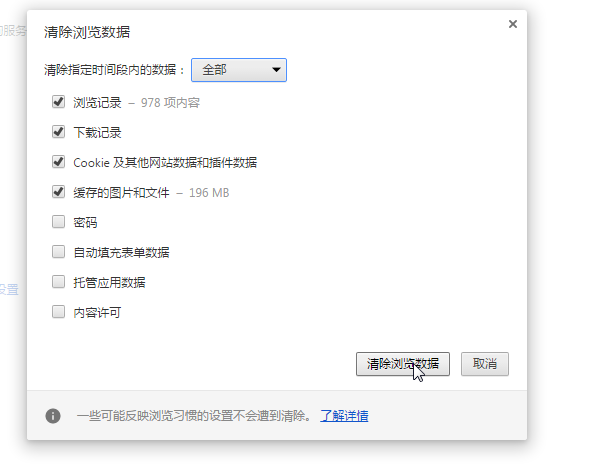 的服务
清除浏览数据
清除指定时间段内的数据： 全部
浏览记录 – 978 项内容
下载记录
Cookie 及其他网站数据和插件数据
缓存的图片和文件 – 196 MB
密码
自动填充表单数据
托管应用数据
设置
内容许可
清除浏览数据 取消
一些可能反映浏览习惯的设置不会遭到清除。 了解详情